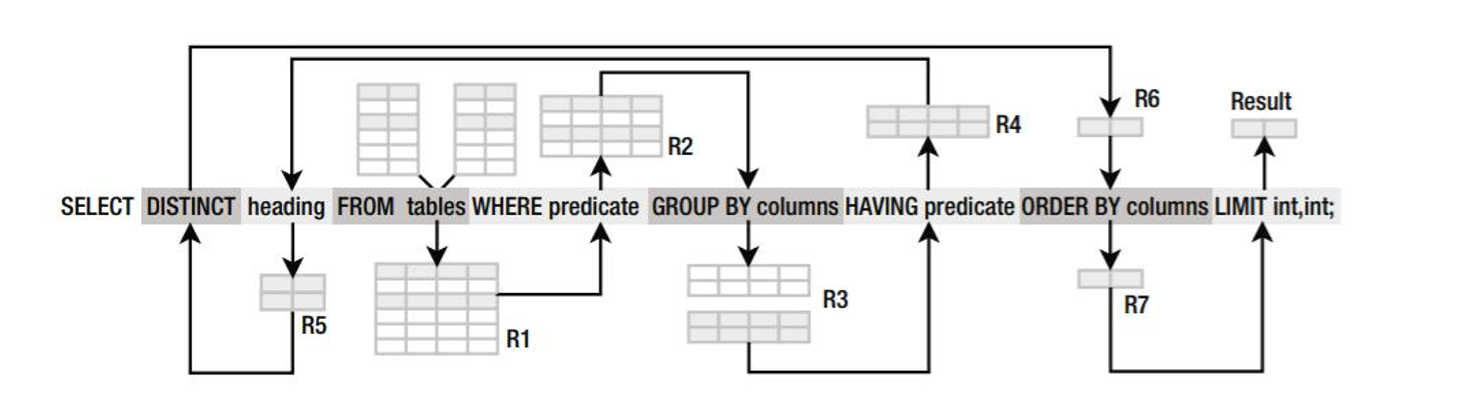 R6
Result
R4
R2
SELECT DISTINCT heading FROM tables WHERE predicate GROUP BY columns HAVING predicate ORDER BY columns LIMIT int,int;
R3
R7
R5
R1